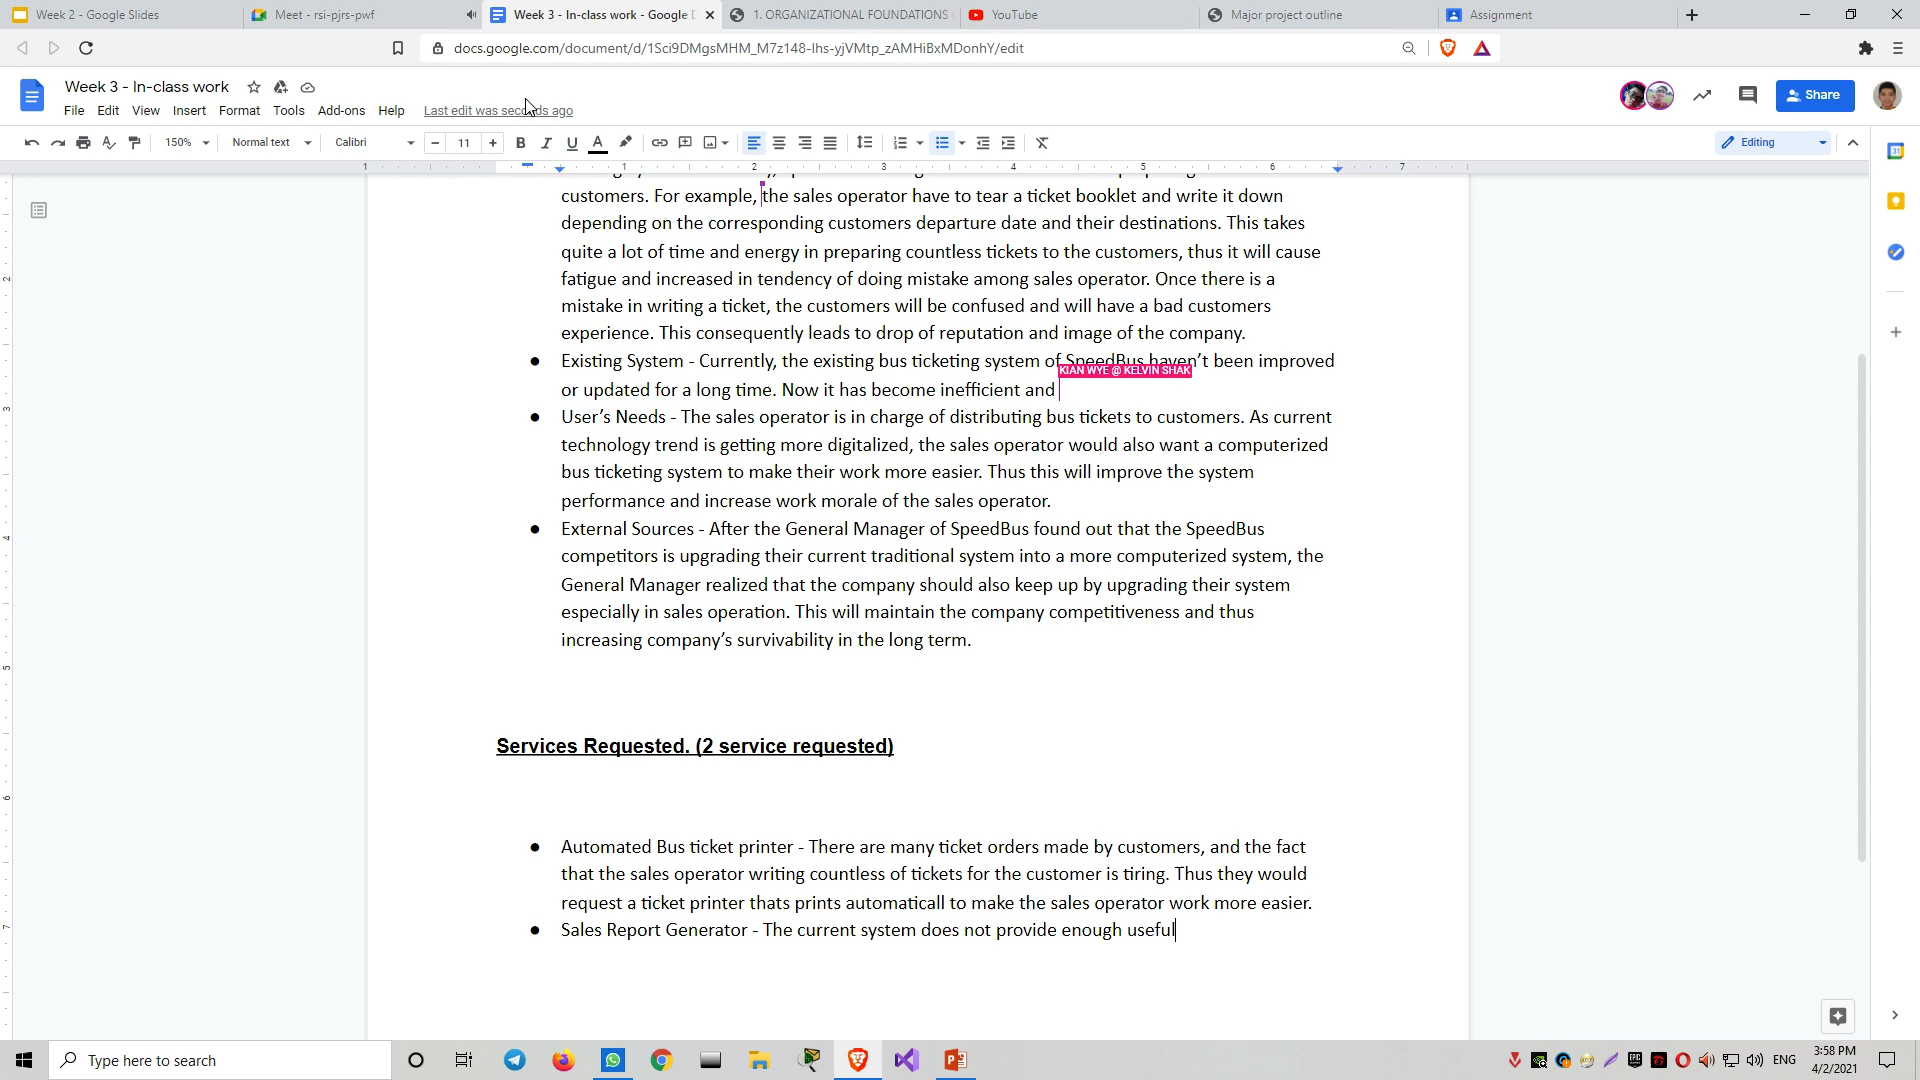 Week 2 - Google Slides
Meet - rsi-pjrs-pwf
Week 3 - In-class work - Google D
1. ORGANIZATIONAL FOUNDATIONS
YouTube
Major project outline
Assignment
docs.google.com/document/d/1Sci9DMgsMHM_M7z148-lhs-yjVMtp_zAMHiBxMDonhY/edit
Week 3 - In-class work
File Edit View Insert Format Tools Add-ons Help Last edit was seconds ago
Share
150% Normal text Calibri 11 Editing
1 1 2 3 4 5 6 7
customers. For example, the sales operator have to tear a ticket booklet and write it down
depending on the corresponding customers departure date and their destinations. This takes
quite a lot of time and energy in preparing countless tickets to the customers, thus it will cause
fatigue and increased in tendency of doing mistake among sales operator. Once there is a
mistake in writing a ticket, the customers will be confused and will have a bad customers
experience. This consequently leads to drop of reputation and image of the company.
● Existing System - Currently, the existing bus ticketing system of SpeedBus haven’t been improved
KIAN WYE @ KELVIN SHAK
or updated for a long time. Now it has become inefficient and
● User’s Needs - The sales operator is in charge of distributing bus tickets to customers. As current
technology trend is getting more digitalized, the sales operator would also want a computerized
bus ticketing system to make their work more easier. Thus this will improve the system
performance and increase work morale of the sales operator.
● External Sources - After the General Manager of SpeedBus found out that the SpeedBus
competitors is upgrading their current traditional system into a more computerized system, the
General Manager realized that the company should also keep up by upgrading their system
especially in sales operation. This will maintain the company competitiveness and thus
increasing company’s survivability in the long term.
Services Requested. (2 service requested)
● Automated Bus ticket printer - There are many ticket orders made by customers, and the fact
that the sales operator writing countless of tickets for the customer is tiring. Thus they would
request a ticket printer thats prints automaticall to make the sales operator work more easier.
● Sales Report Generator - The current system does not provide enough useful
2
3
4
5
6
7
Type here to search
ENG
3:58 PM
4/2/2021